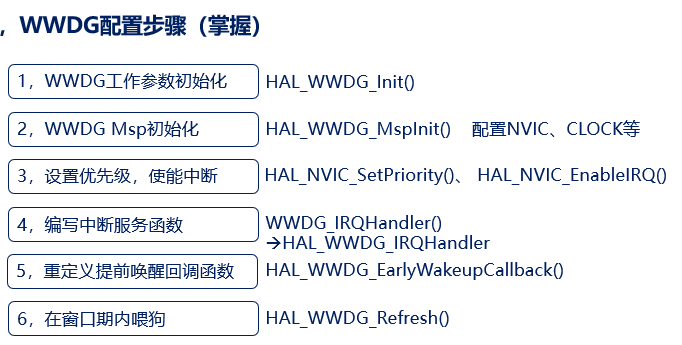 ，WWDG配置步骤（掌握）
1，WWDG工作参数初始化 HAL_WWDG_Init()
2，WWDG Msp初始化 HAL_WWDG_MspInit() 配置NVIC、CLOCK等
3，设置优先级，使能中断 HAL_NVIC_SetPriority()、 HAL_NVIC_EnableIRQ()
4，编写中断服务函数 WWDG_IRQHandler()
→HAL_WWDG_IRQHandler
5，重定义提前唤醒回调函数 HAL_WWDG_EarlyWakeupCallback()
6，在窗口期内喂狗 HAL_WWDG_Refresh()